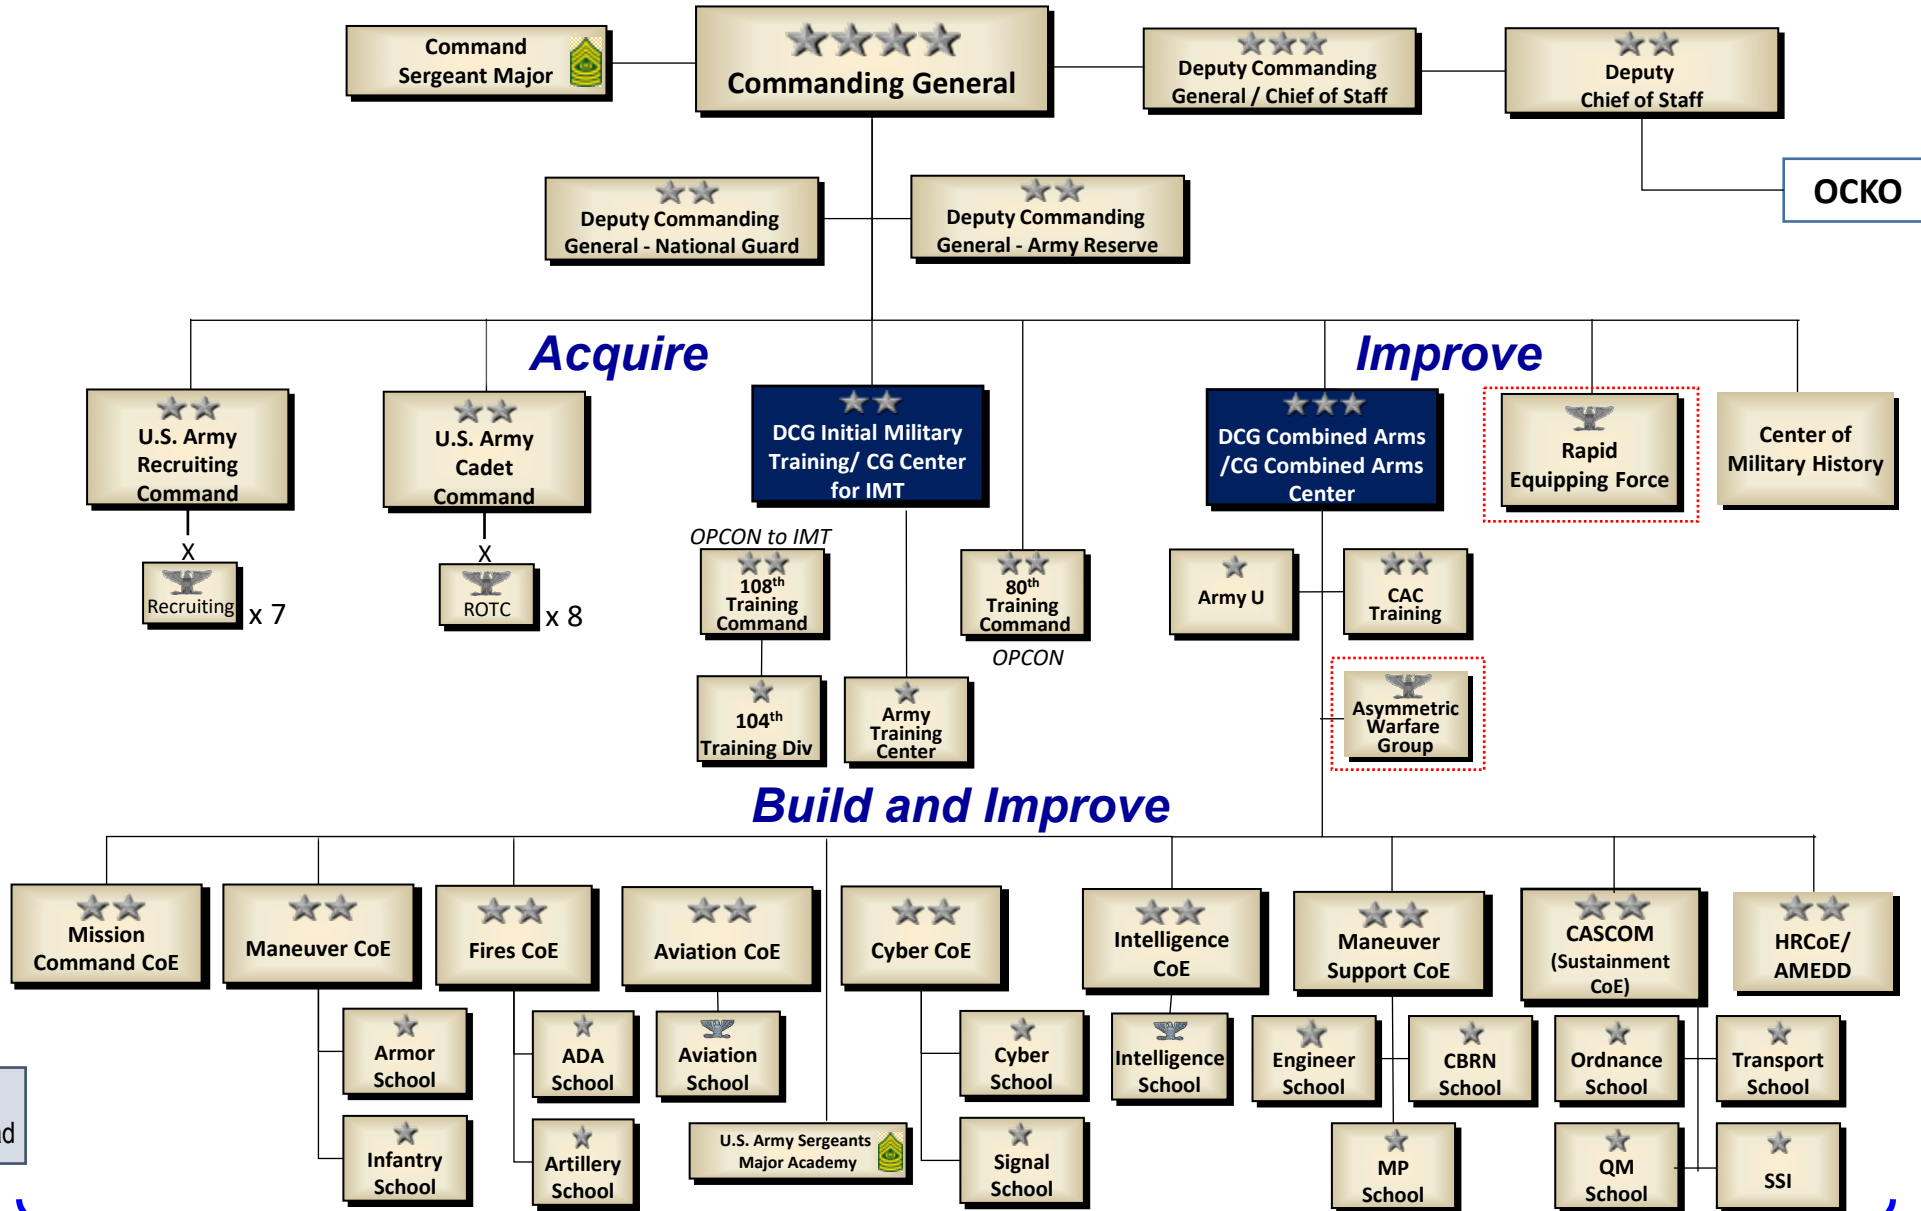 Command
Sergeant Major
Commanding General
Deputy Commanding
General / Chief of Staff
Deputy
Chief of Staff
OCKO
Deputy Commanding
General - National Guard
Deputy Commanding
General - Army Reserve
Acquire
Improve
U.S. Army
Recruiting
Command
X
Recruiting
x 7
U.S. Army
Cadet
Command
X
ROTC
x 8
DCG Initial Military
Training/ CG Center
for IMT
OPCON to IMT
108th
Training
Command
104th
Training Div
Army
Training
Center
80th
Training
Command
OPCON
DCG Combined Arms
/CG Combined Arms
Center
Army U
CAC
Training
Asymmetric
Warfare
Group
Rapid
Equipping Force
Center of
Military History
Build and Improve
Mission
Command CoE
Maneuver CoE
Armor
School
Infantry
School
Fires CoE
ADA
School
Artillery
School
Aviation CoE
Aviation
School
U.S. Army Sergeants
Major Academy
Cyber CoE
Cyber
School
Signal
School
Intelligence
CoE
Intelligence
School
Maneuver
Support CoE
Engineer
School
CBRN
School
MP
School
CASCOM
(Sustainment
CoE)
Ordnance
School
Transport
School
QM
School
SSI
HRCoE/
AMEDD